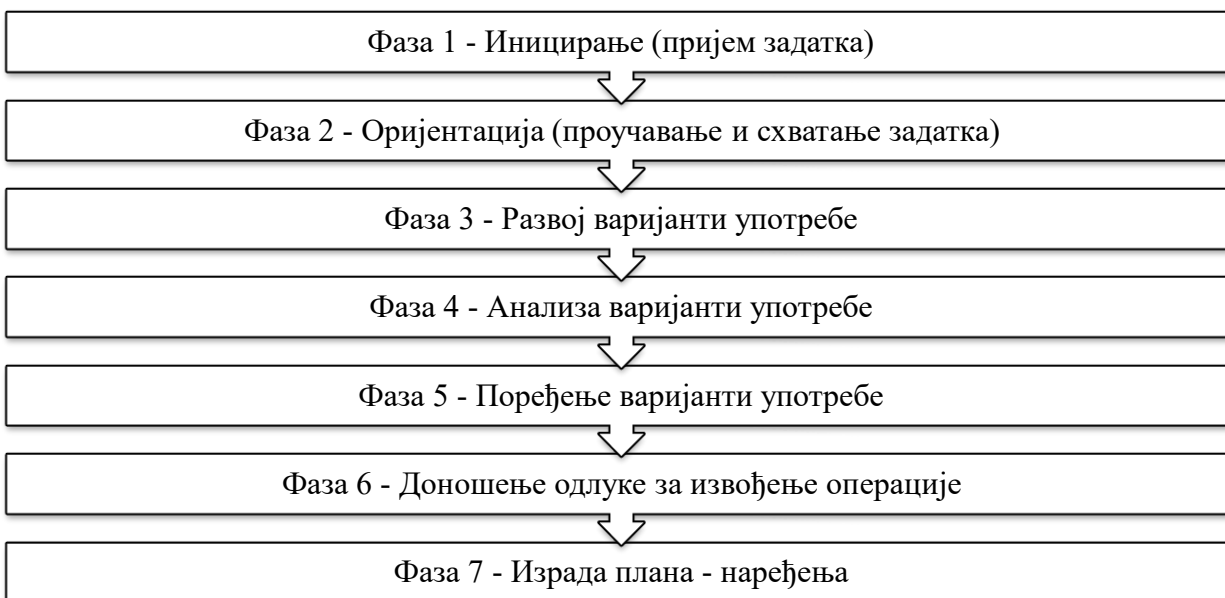 Фаза 1 - Иницирање (пријем задатка)
Фаза 2 - Оријентација (проучавање и схватање задатка)
Фаза 3 - Развој варијанти употребе
Фаза 4 - Анализа варијанти употребе
Фаза 5 - Поређење варијанти употребе
Фаза 6 - Доношење одлуке за извођење операције
Фаза 7 - Израда плана - наређења